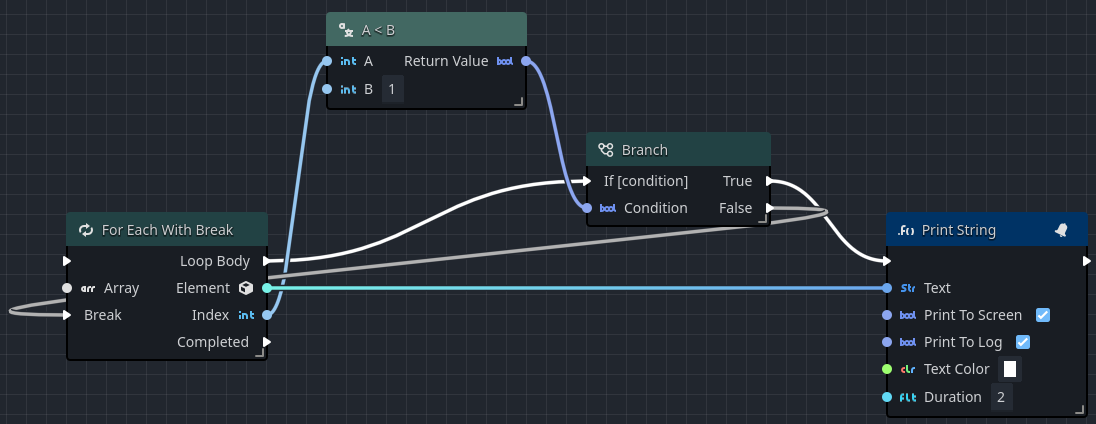 A < B
int A Return Value bool
int B 1
Branch
If [condition] True
bool Condition False
For Each With Break
Loop Body
arr Array Element
Break Index int
Completed
f() Print String
Str Text
bool Print To Screen
bool Print To Log
clr Text Color
flt Duration 2